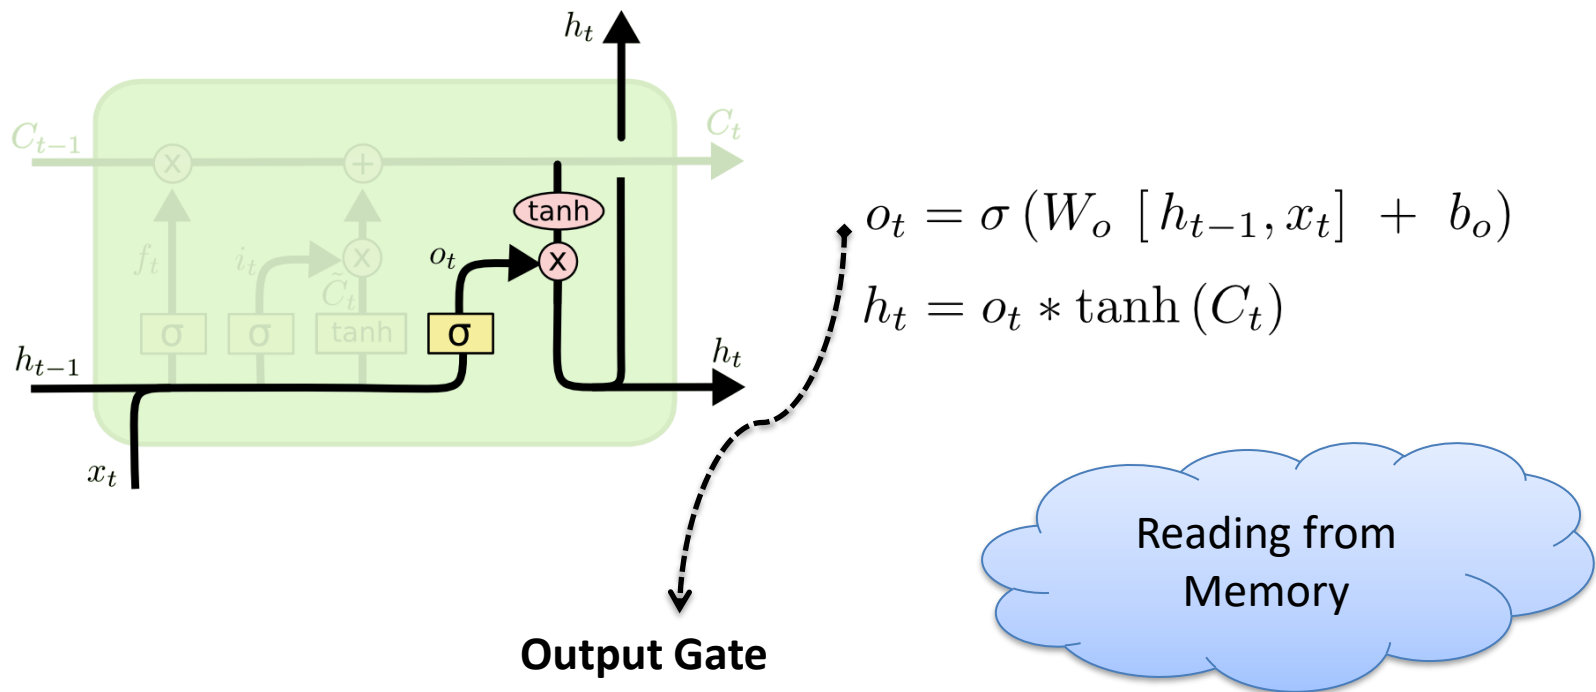 h_t
C_{t-1}
C_t
x
+
tanh
o_t = σ (W_o [ h_{t-1}, x_t] + b_o)
f_t
i_t
x
o_t
x
C̃_t
h_t = o_t * tanh (C_t)
σ
σ
tanh
σ
h_{t-1}
h_t
x_t
Reading from
Memory
Output Gate